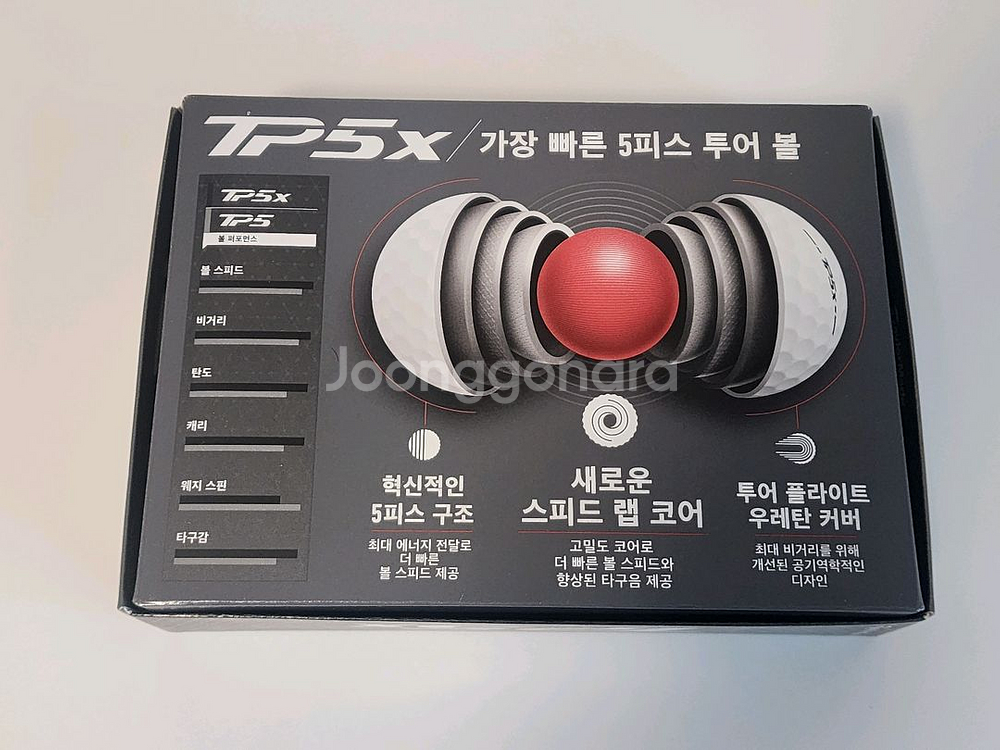 TP5x / 가장 빠른 5피스 투어 볼
TP5x
TP5
볼 퍼포먼스
볼 스피드
비거리
탄도
캐리
웨지 스핀
타구감
TP5x
Joonggonara
혁신적인
5피스 구조
최대 에너지 전달로
더 빠른
볼 스피드 제공
새로운
스피드 랩 코어
고밀도 코어로
더 빠른 볼 스피드와
향상된 타구음 제공
투어 플라이트
우레탄 커버
최대 비거리를 위해
개선된 공기역학적인
디자인